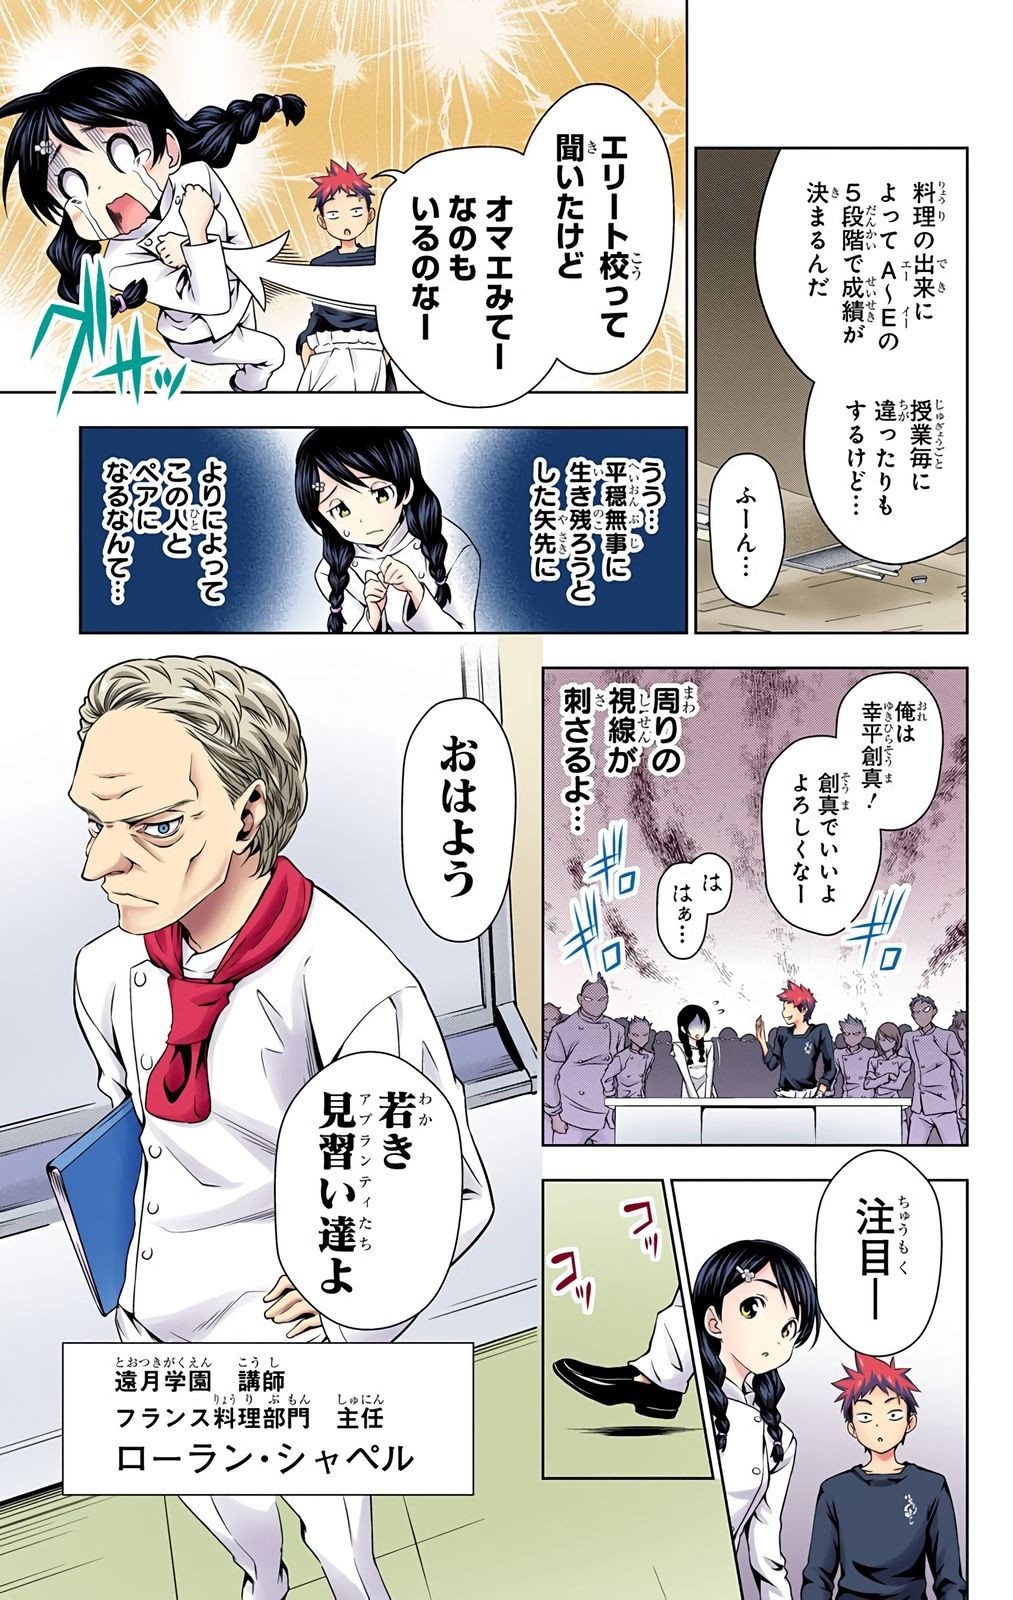 料理の出来に
よってA~Eの
5段階で成績が
決まるんだ
授業毎に
違ったりも
するけど…
ふーん…
エリート校って
聞いたけど
オマエみてー
なのも
いるのなー
グサッ
うう…
平穏無事に
生き残ろうと
した矢先に
よりによって
この人と
ペアに
なるなんて…
俺は
幸平創真!
創真でいいよ
よろしくなー
は
はぁ…
周りの
視線が
刺さるよ…
ギロ
ギロ
ギロ
注目ー
コツ
コツ
おはよう
若き
見習い達よ
遠月学園 講師
フランス料理部門 主任
ローラン・シャペル